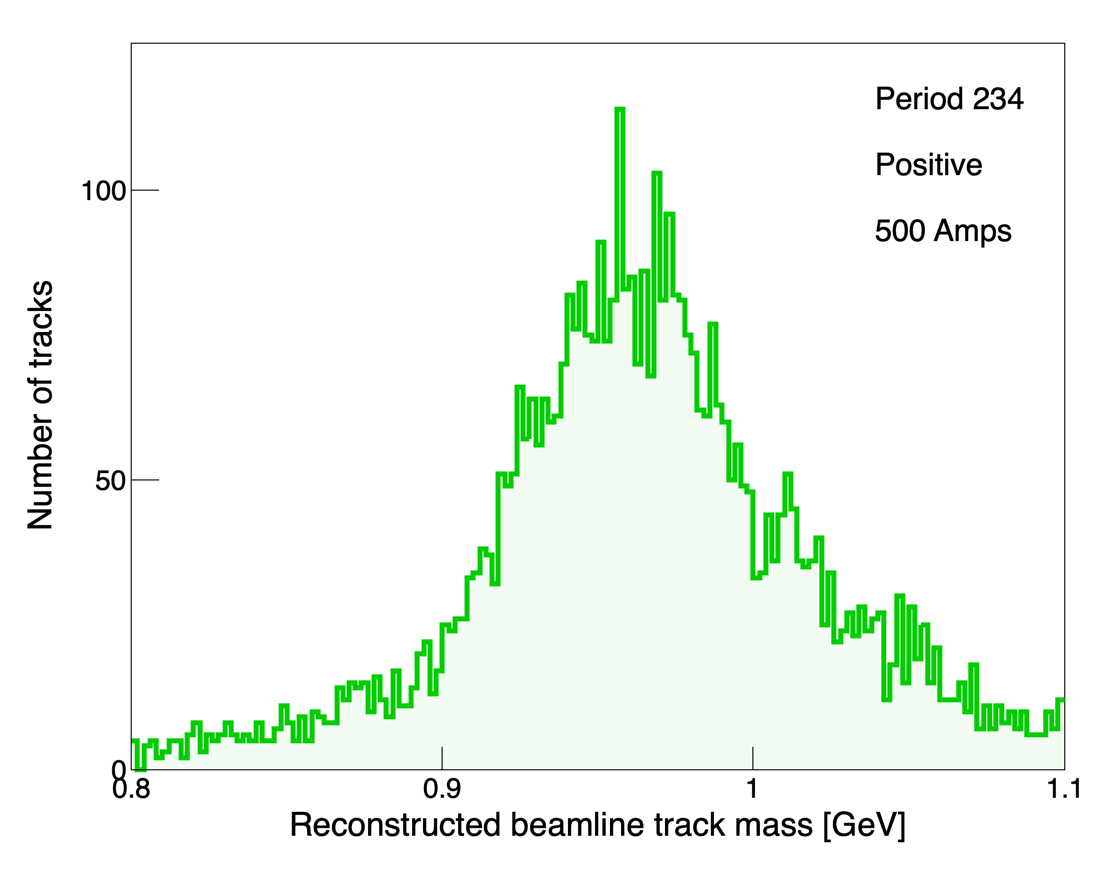 Period 234
Positive
500 Amps
Number of tracks
100
50
0
0.8 0.9 1 1.1
Reconstructed beamline track mass [GeV]